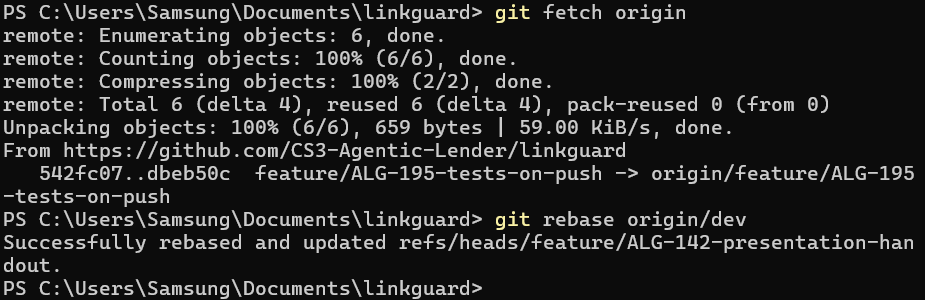 PS C:\Users\Samsung\Documents\linkguard> git fetch origin
remote: Enumerating objects: 6, done.
remote: Counting objects: 100% (6/6), done.
remote: Compressing objects: 100% (2/2), done.
remote: Total 6 (delta 4), reused 6 (delta 4), pack-reused 0 (from 0)
Unpacking objects: 100% (6/6), 659 bytes | 59.00 KiB/s, done.
From https://github.com/CS3-Agentic-Lender/linkguard
   542fc07..dbeb50c  feature/ALG-195-tests-on-push -> origin/feature/ALG-195
-tests-on-push
PS C:\Users\Samsung\Documents\linkguard> git rebase origin/dev
Successfully rebased and updated refs/heads/feature/ALG-142-presentation-han
dout.
PS C:\Users\Samsung\Documents\linkguard>